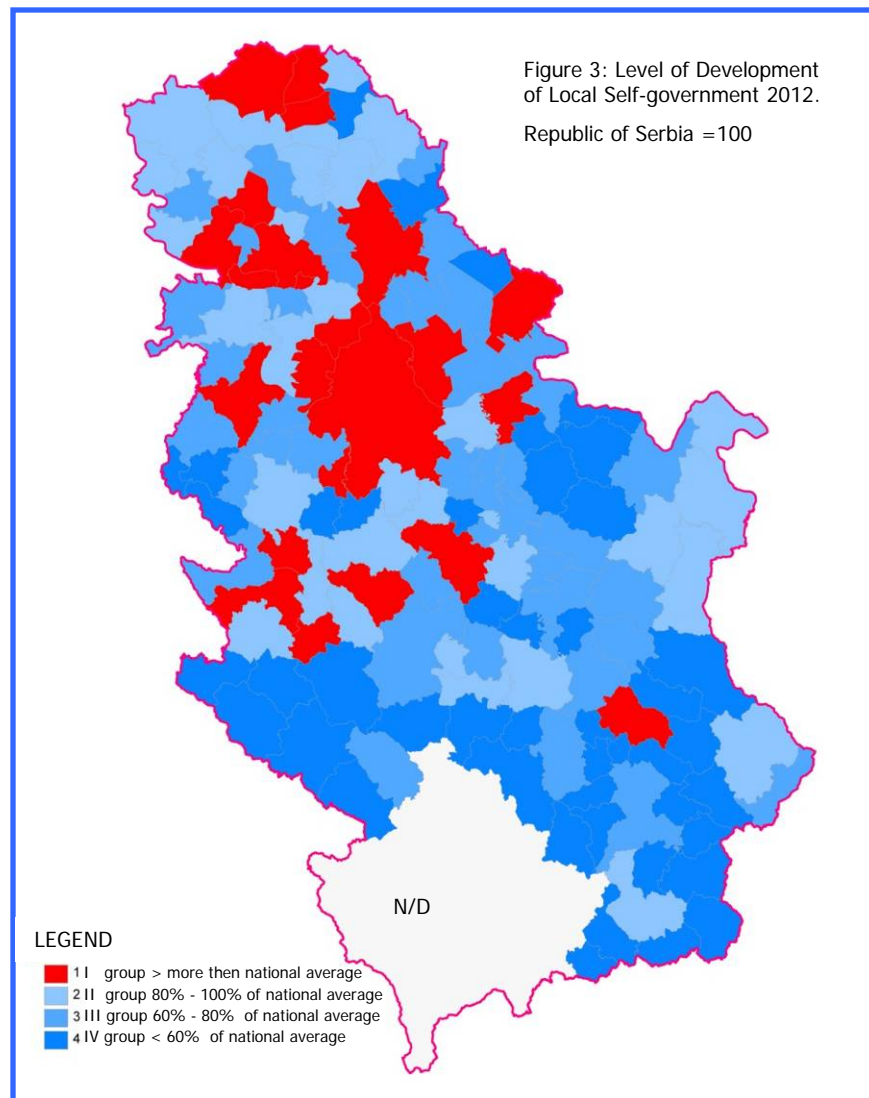 Figure 3: Level of Development
of Local Self-government 2012.
Republic of Serbia =100
N/D
LEGEND
1 I group > more then national average
2 II group 80% - 100% of national average
3 III group 60% - 80% of national average
4 IV group < 60% of national average